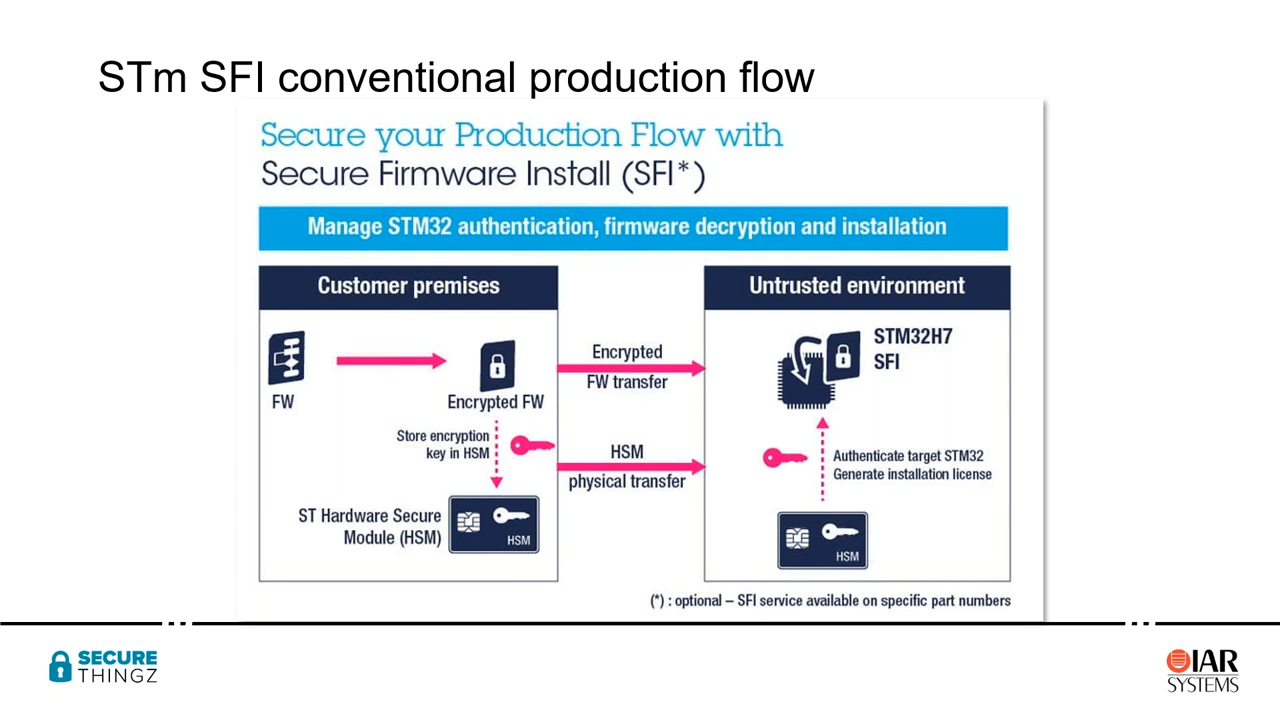 STm SFI conventional production flow
Secure your Production Flow with
Secure Firmware Install (SFI*)
Manage STM32 authentication, firmware decryption and installation
Customer premises
FW
Encrypted FW
Store encryption
key in HSM
ST Hardware Secure
Module (HSM)
HSM
Encrypted
FW transfer
HSM
physical transfer
Untrusted environment
STM32H7
SFI
Authenticate target STM32
Generate installation license
HSM
(*) : optional – SFI service available on specific part numbers
SECURE
THINGZ
IAR
SYSTEMS